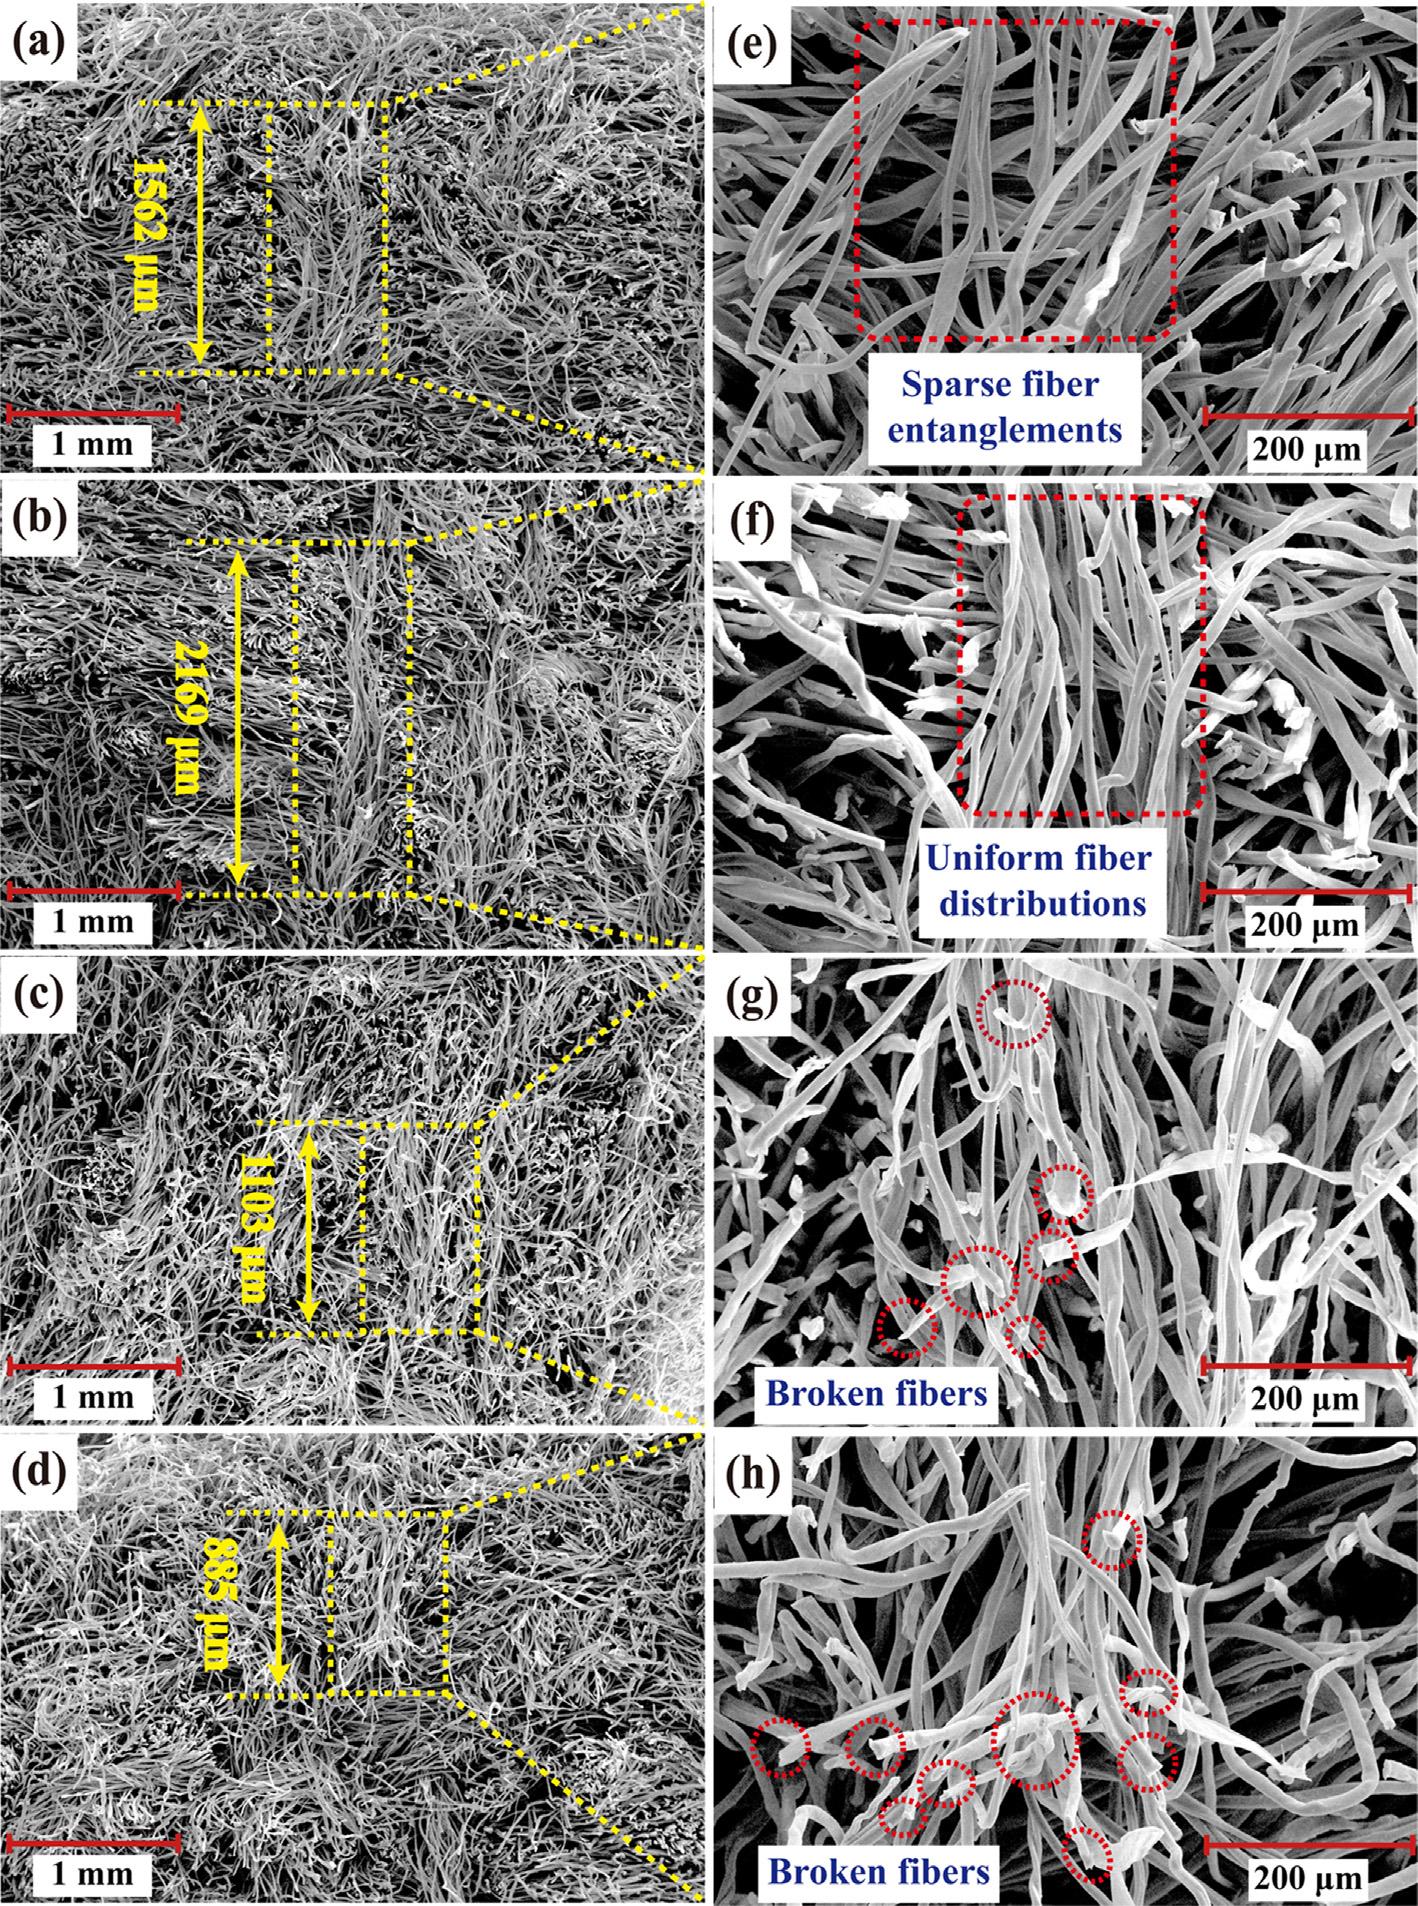 (a)
1562 μm
1 mm
(e)
Sparse fiber
entanglements
200 μm
(b)
2169 μm
1 mm
(f)
Uniform fiber
distributions
200 μm
(c)
1103 μm
1 mm
(g)
Broken fibers
200 μm
(d)
885 μm
1 mm
(h)
Broken fibers
200 μm